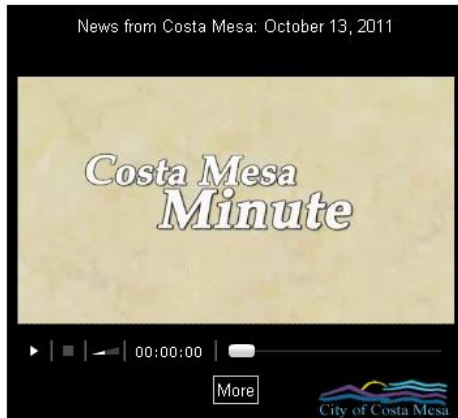 News from Costa Mesa: October 13, 2011
Costa Mesa
Minute
00:00:00
More
City of Costa Mesa